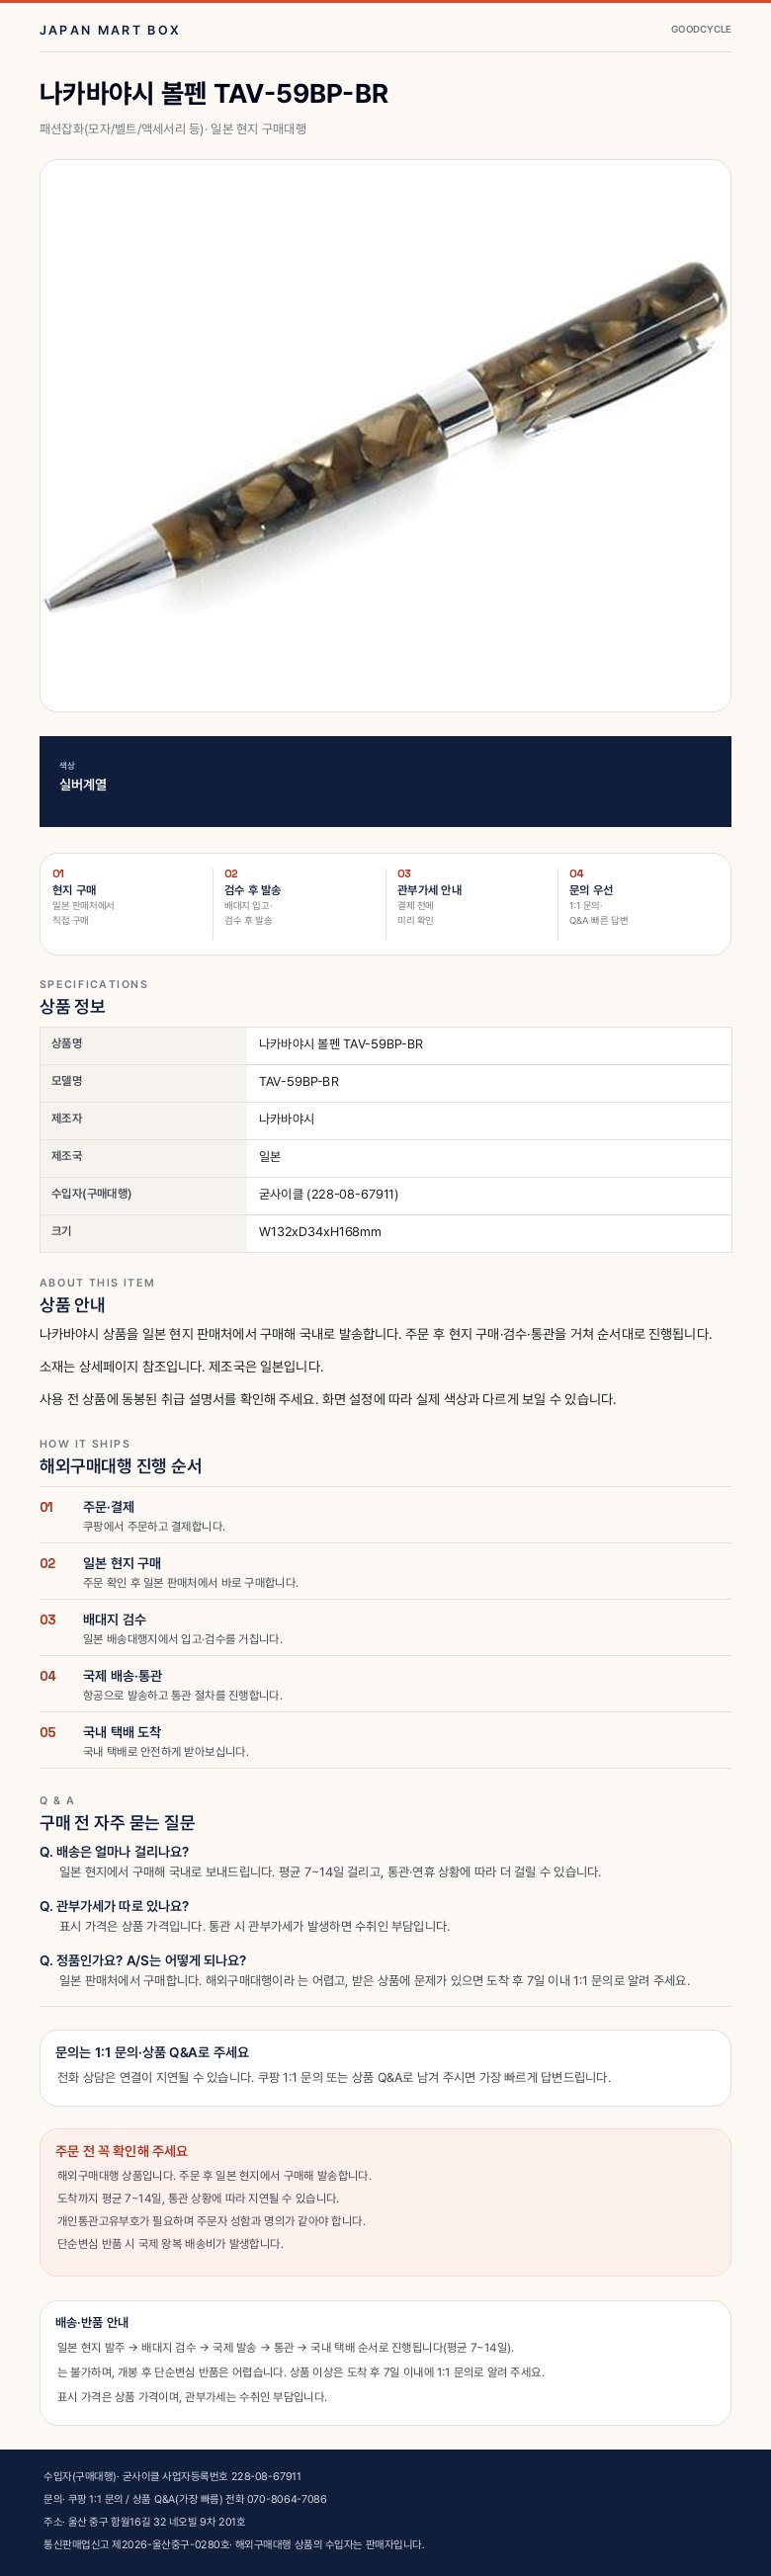 JAPAN MART BOX
GOODCYCLE
나카바야시 볼펜 TAV-59BP-BR
패션잡화(모자/벨트/액세서리 등)· 일본 현지 구매대행
색상
실버계열
01
현지 구매
일본 판매처에서
직접 구매
02
검수 후 발송
배대지 입고·
검수 후 발송
03
관부가세 안내
결제 전에
미리 확인
04
문의 우선
1:1 문의·
Q&A 빠른 답변
SPECIFICATIONS
상품 정보
상품명 나카바야시 볼펜 TAV-59BP-BR
모델명 TAV-59BP-BR
제조자 나카바야시
제조국 일본
수입자(구매대행) 굳사이클 (228-08-67911)
크기 W132xD34xH168mm
ABOUT THIS ITEM
상품 안내
나카바야시 상품을 일본 현지 판매처에서 구매해 국내로 발송합니다. 주문 후 현지 구매·검수·통관을 거쳐 순서대로 진행됩니다.
소재는 상세페이지 참조입니다. 제조국은 일본입니다.
사용 전 상품에 동봉된 취급 설명서를 확인해 주세요. 화면 설정에 따라 실제 색상과 다르게 보일 수 있습니다.
HOW IT SHIPS
해외구매대행 진행 순서
01 주문·결제
쿠팡에서 주문하고 결제합니다.
02 일본 현지 구매
주문 확인 후 일본 판매처에서 바로 구매합니다.
03 배대지 검수
일본 배송대행지에서 입고·검수를 거칩니다.
04 국제 배송·통관
항공으로 발송하고 통관 절차를 진행합니다.
05 국내 택배 도착
국내 택배로 안전하게 받아보십니다.
Q & A
구매 전 자주 묻는 질문
Q. 배송은 얼마나 걸리나요?
일본 현지에서 구매해 국내로 보내드립니다. 평균 7~14일 걸리고, 통관·연휴 상황에 따라 더 걸릴 수 있습니다.
Q. 관부가세가 따로 있나요?
표시 가격은 상품 가격입니다. 통관 시 관부가세가 발생하면 수취인 부담입니다.
Q. 정품인가요? A/S는 어떻게 되나요?
일본 판매처에서 구매합니다. 해외구매대행이라 는 어렵고, 받은 상품에 문제가 있으면 도착 후 7일 이내 1:1 문의로 알려 주세요.
문의는 1:1 문의·상품 Q&A로 주세요
전화 상담은 연결이 지연될 수 있습니다. 쿠팡 1:1 문의 또는 상품 Q&A로 남겨 주시면 가장 빠르게 답변드립니다.
주문 전 꼭 확인해 주세요
해외구매대행 상품입니다. 주문 후 일본 현지에서 구매해 발송합니다.
도착까지 평균 7~14일, 통관 상황에 따라 지연될 수 있습니다.
개인통관고유부호가 필요하며 주문자 성함과 명의가 같아야 합니다.
단순변심 반품 시 국제 왕복 배송비가 발생합니다.
배송·반품 안내
일본 현지 발주 → 배대지 검수 → 국제 발송 → 통관 → 국내 택배 순서로 진행됩니다(평균 7~14일).
는 불가하며, 개봉 후 단순변심 반품은 어렵습니다. 상품 이상은 도착 후 7일 이내에 1:1 문의로 알려 주세요.
표시 가격은 상품 가격이며, 관부가세는 수취인 부담입니다.
수입자(구매대행)· 굳사이클 사업자등록번호 228-08-67911
문의· 쿠팡 1:1 문의 / 상품 Q&A(가장 빠름) 전화 070-8064-7086
주소· 울산 중구 함월16길 32 네오빌 9차 201호
통신판매업신고 제2026-울산중구-0280호· 해외구매대행 상품의 수입자는 판매자입니다.